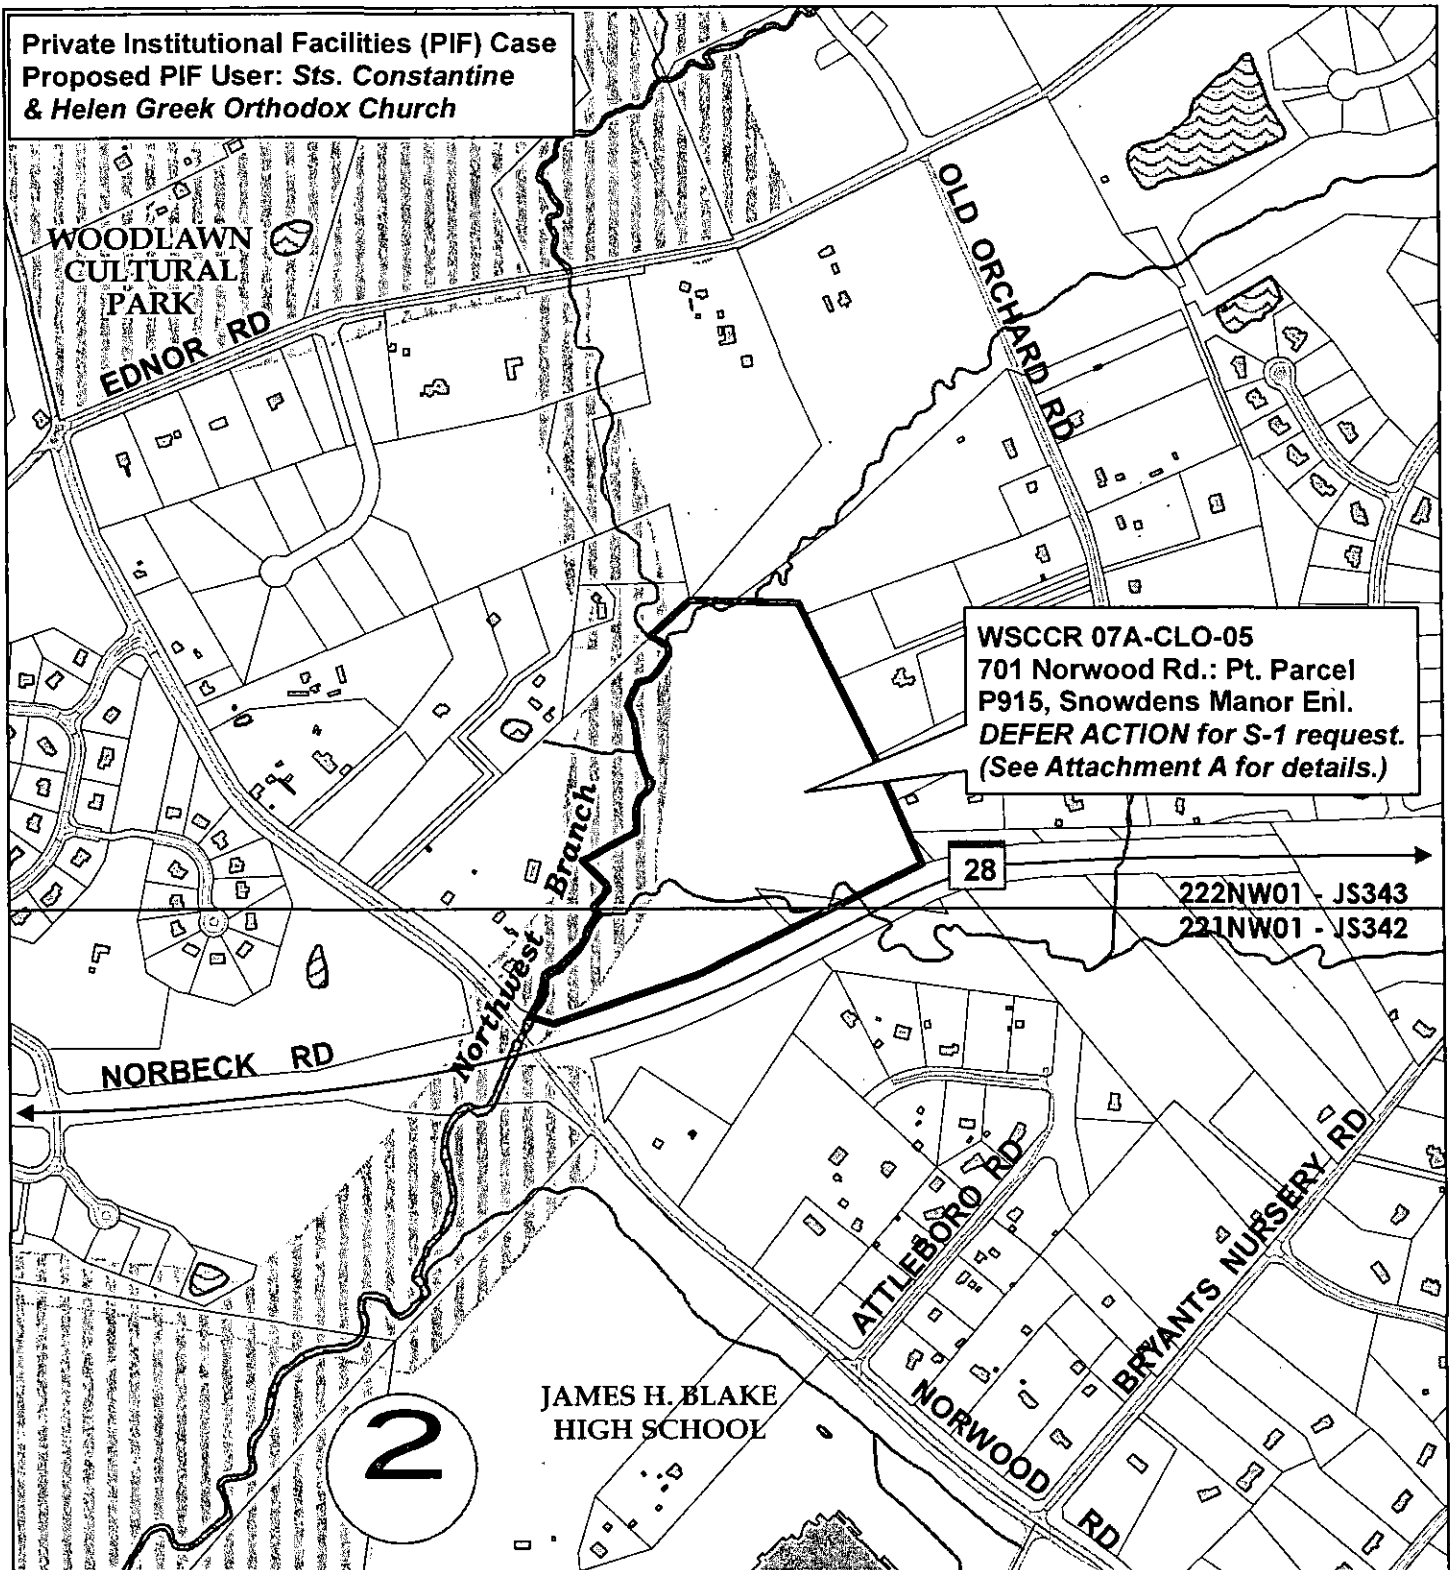 Private Institutional Facilities (PIF) Case
Proposed PIF User: Sts. Constantine
& Helen Greek Orthodox Church
WOODLAWN
CULTURAL
PARK
EDNOR RD
OLD ORCHARD RD
WSCCR 07A-CLO-05
701 Norwood Rd.: Pt. Parcel
P915, Snowdens Manor Enl.
DEFER ACTION for S-1 request.
(See Attachment A for details.)
28
222NW01 - JS343
221NW01 - JS342
Northwest Branch
NORBECK RD
ATTLEBORO RD
BRYANTS NURSERY RD
JAMES H. BLAKE
HIGH SCHOOL
NORWOOD RD
2